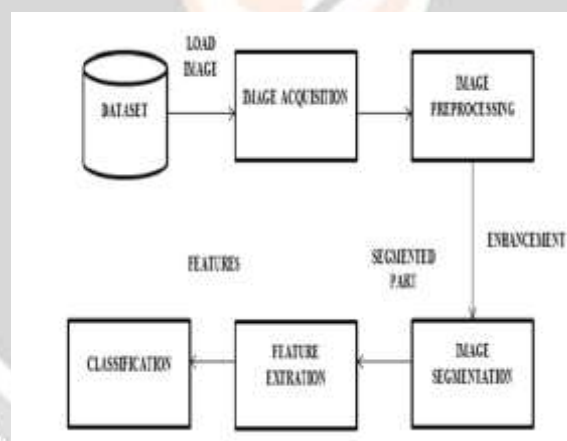 LOAD
IMAGE
DATASET
IMAGE ACQUISITION
IMAGE
PREPROCESSING
ENHANCEMENT
SEGMENTED
PART
FEATURES
IMAGE
SEGMENTATION
FEATURE
EXTRATION
CLASSIFICATION